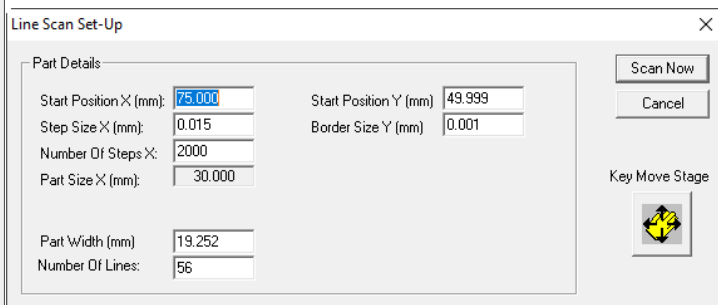 Line Scan Set-Up
Part Details
Start Position X (mm): 75.000
Start Position Y (mm) 49.999
Step Size X (mm): 0.015
Border Size Y (mm) 0.001
Number Of Steps X: 2000
Part Size X (mm): 30.000
Part Width (mm) 19.252
Number Of Lines: 56
Scan Now
Cancel
Key Move Stage